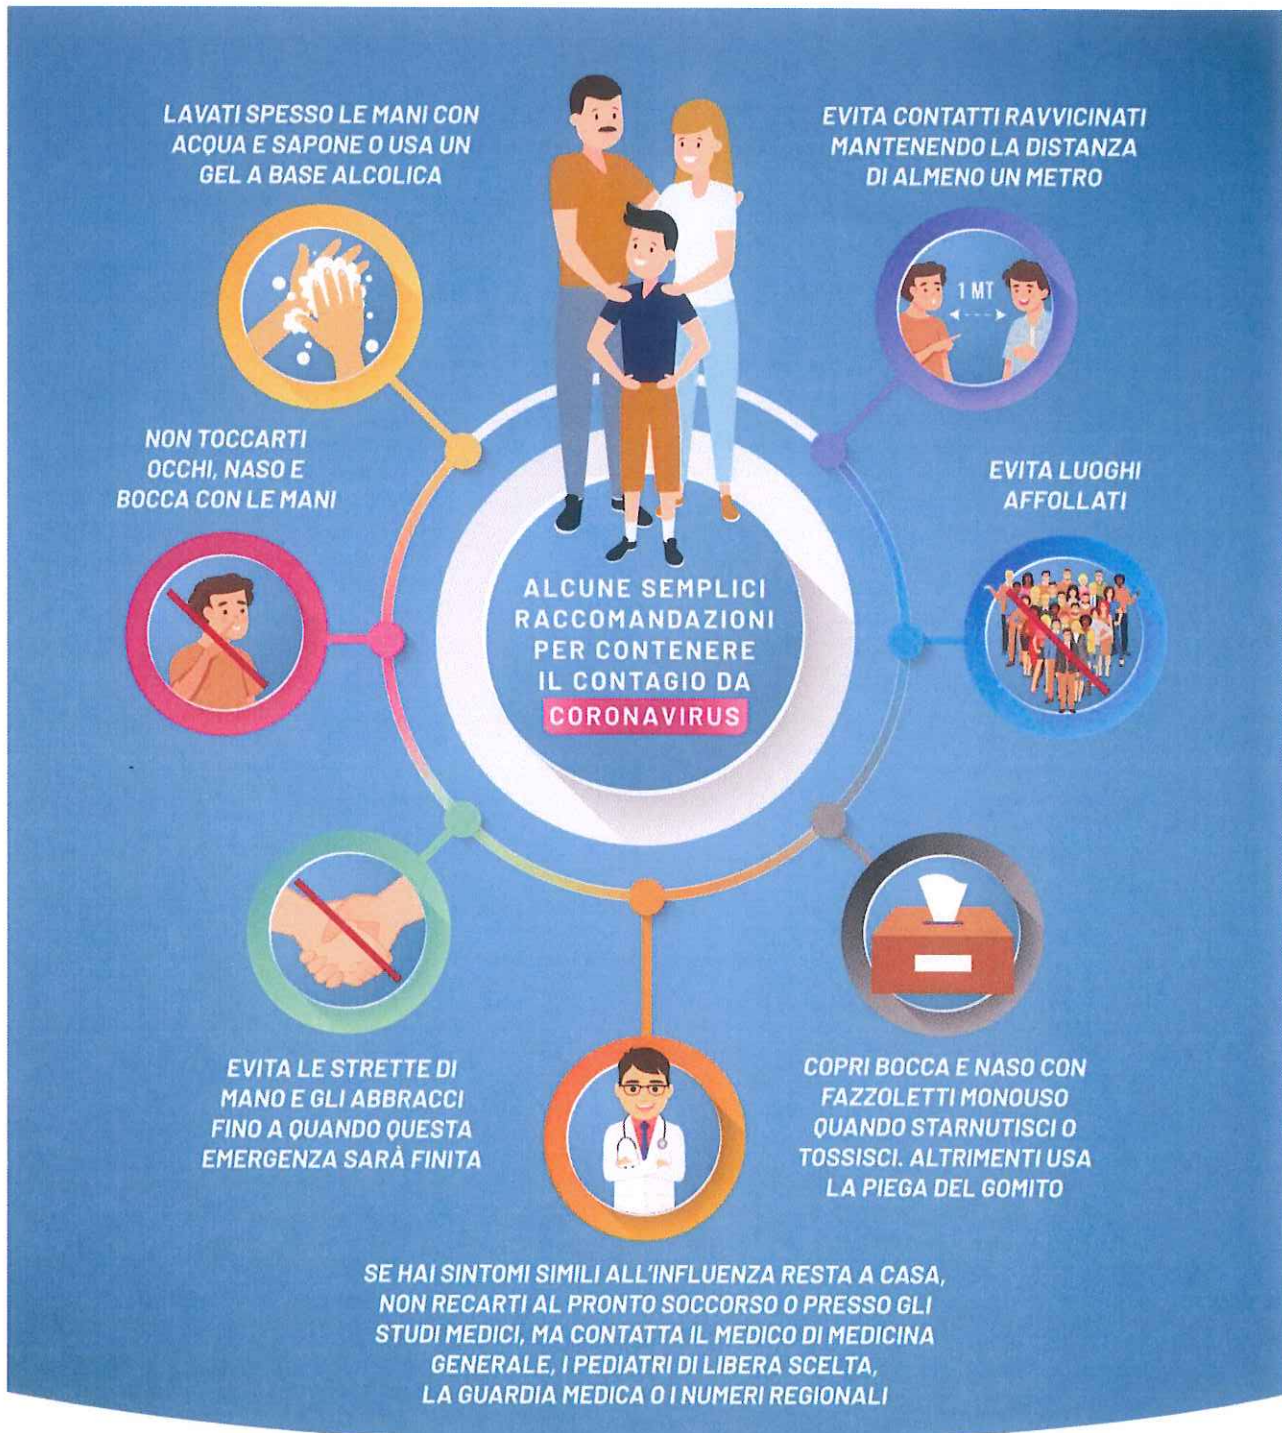 LAVATI SPESSO LE MANI CON
ACQUA E SAPONE O USA UN
GEL A BASE ALCOLICA
EVITA CONTATTI RAVVICINATI
MANTENENDO LA DISTANZA
DI ALMENO UN METRO
1 MT
NON TOCCARTI
OCCHI, NASO E
BOCCA CON LE MANI
EVITA LUOGHI
AFFOLLATI
ALCUNE SEMPLICI
RACCOMANDAZIONI
PER CONTENERE
IL CONTAGIO DA
CORONAVIRUS
EVITA LE STRETTE DI
MANO E GLI ABBRACCI
FINO A QUANDO QUESTA
EMERGENZA SARÀ FINITA
COPRI BOCCA E NASO CON
FAZZOLETTI MONOUSO
QUANDO STARNUTISCI O
TOSSISCI. ALTRIMENTI USA
LA PIEGA DEL GOMITO
SE HAI SINTOMI SIMILI ALL'INFLUENZA RESTA A CASA,
NON RECARTI AL PRONTO SOCCORSO O PRESSO GLI
STUDI MEDICI, MA CONTATTA IL MEDICO DI MEDICINA
GENERALE, I PEDIATRI DI LIBERA SCELTA,
LA GUARDIA MEDICA O I NUMERI REGIONALI